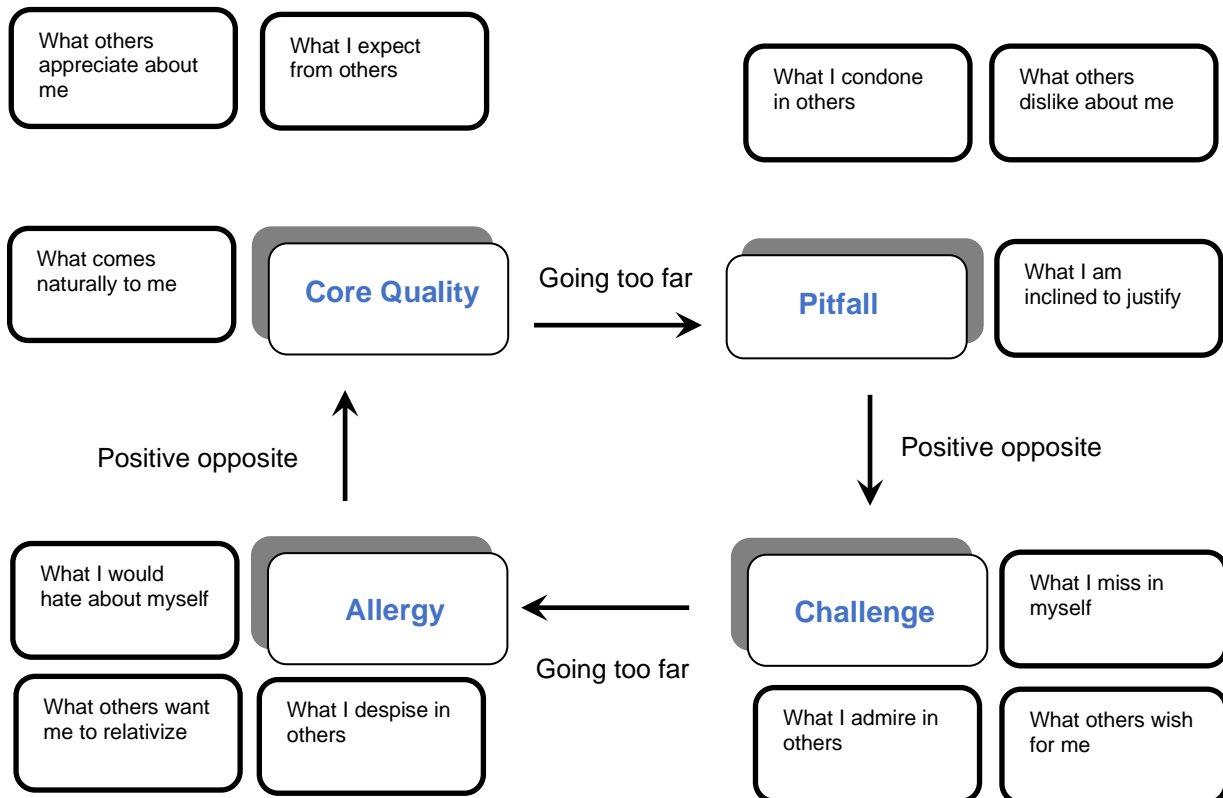 What others
appreciate about
me
What I expect
from others
What I condone
in others
What others
dislike about me
What comes
naturally to me
Core Quality
Going too far
Pitfall
What I am
inclined to justify
Positive opposite
Positive opposite
What I would
hate about myself
Allergy
Going too far
Challenge
What I miss in
myself
What others want
me to relativize
What I despise in
others
What I admire in
others
What others wish
for me